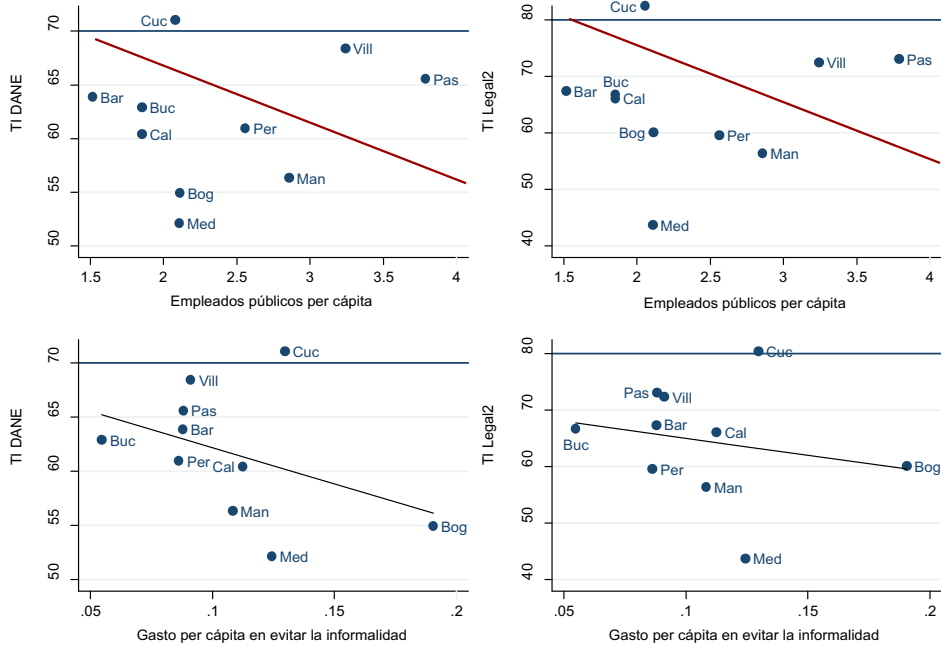 TI DANE
70
65
60
55
50
Cuc
Vill
Pas
Bar
Buc
Cal
Per
Man
Bog
Med
1.5 2 2.5 3 3.5 4
Empleados públicos per cápita
TI Legal2
80
70
60
50
40
Cuc
Vill
Pas
Buc
Bar
Cal
Bog
Per
Man
Med
1.5 2 2.5 3 3.5 4
Empleados públicos per cápita
TI DANE
70
65
60
55
50
Cuc
Vill
Pas
Bar
Buc
Per
Cal
Man
Bog
Med
.05 .1 .15 .2
Gasto per cápita en evitar la informalidad
TI Legal2
80
70
60
50
40
Cuc
Pas
Vill
Bar
Cal
Buc
Per
Bog
Man
Med
.05 .1 .15 .2
Gasto per cápita en evitar la informalidad